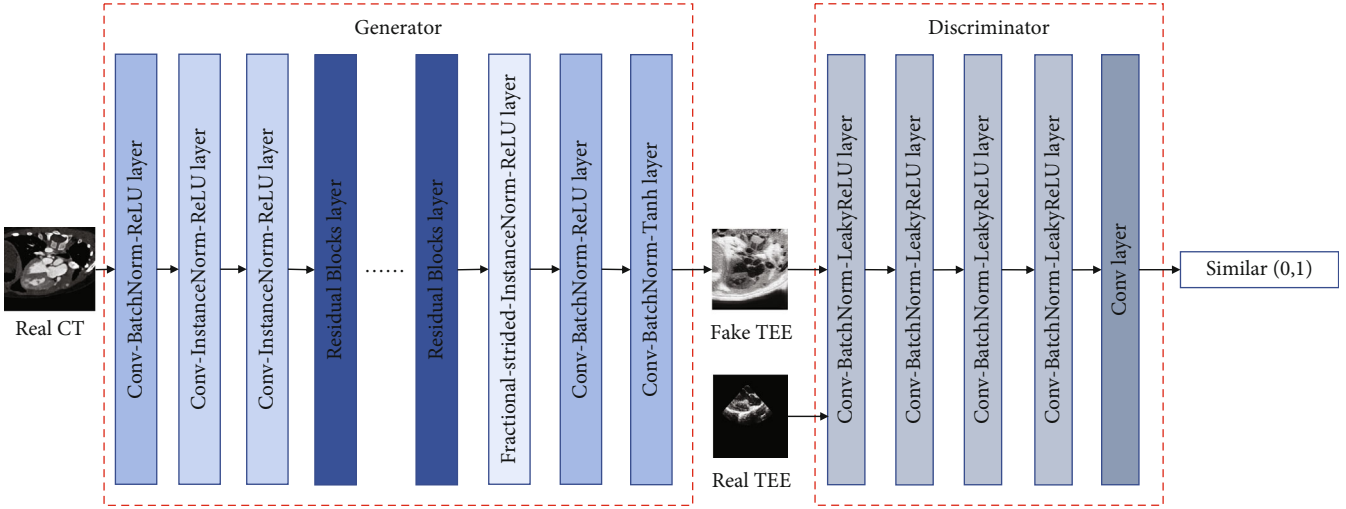 Generator
Discriminator
Real CT
Conv-BatchNorm-ReLU layer
Conv-InstanceNorm-ReLU layer
Conv-InstanceNorm-ReLU layer
Residual Blocks layer
......
Residual Blocks layer
Fractional-strided-InstanceNorm-ReLU layer
Conv-BatchNorm-ReLU layer
Conv-BatchNorm-Tanh layer
Fake TEE
Real TEE
Conv-BatchNorm-LeakyReLU layer
Conv-BatchNorm-LeakyReLU layer
Conv-BatchNorm-LeakyReLU layer
Conv-BatchNorm-LeakyReLU layer
Conv layer
Similar (0,1)